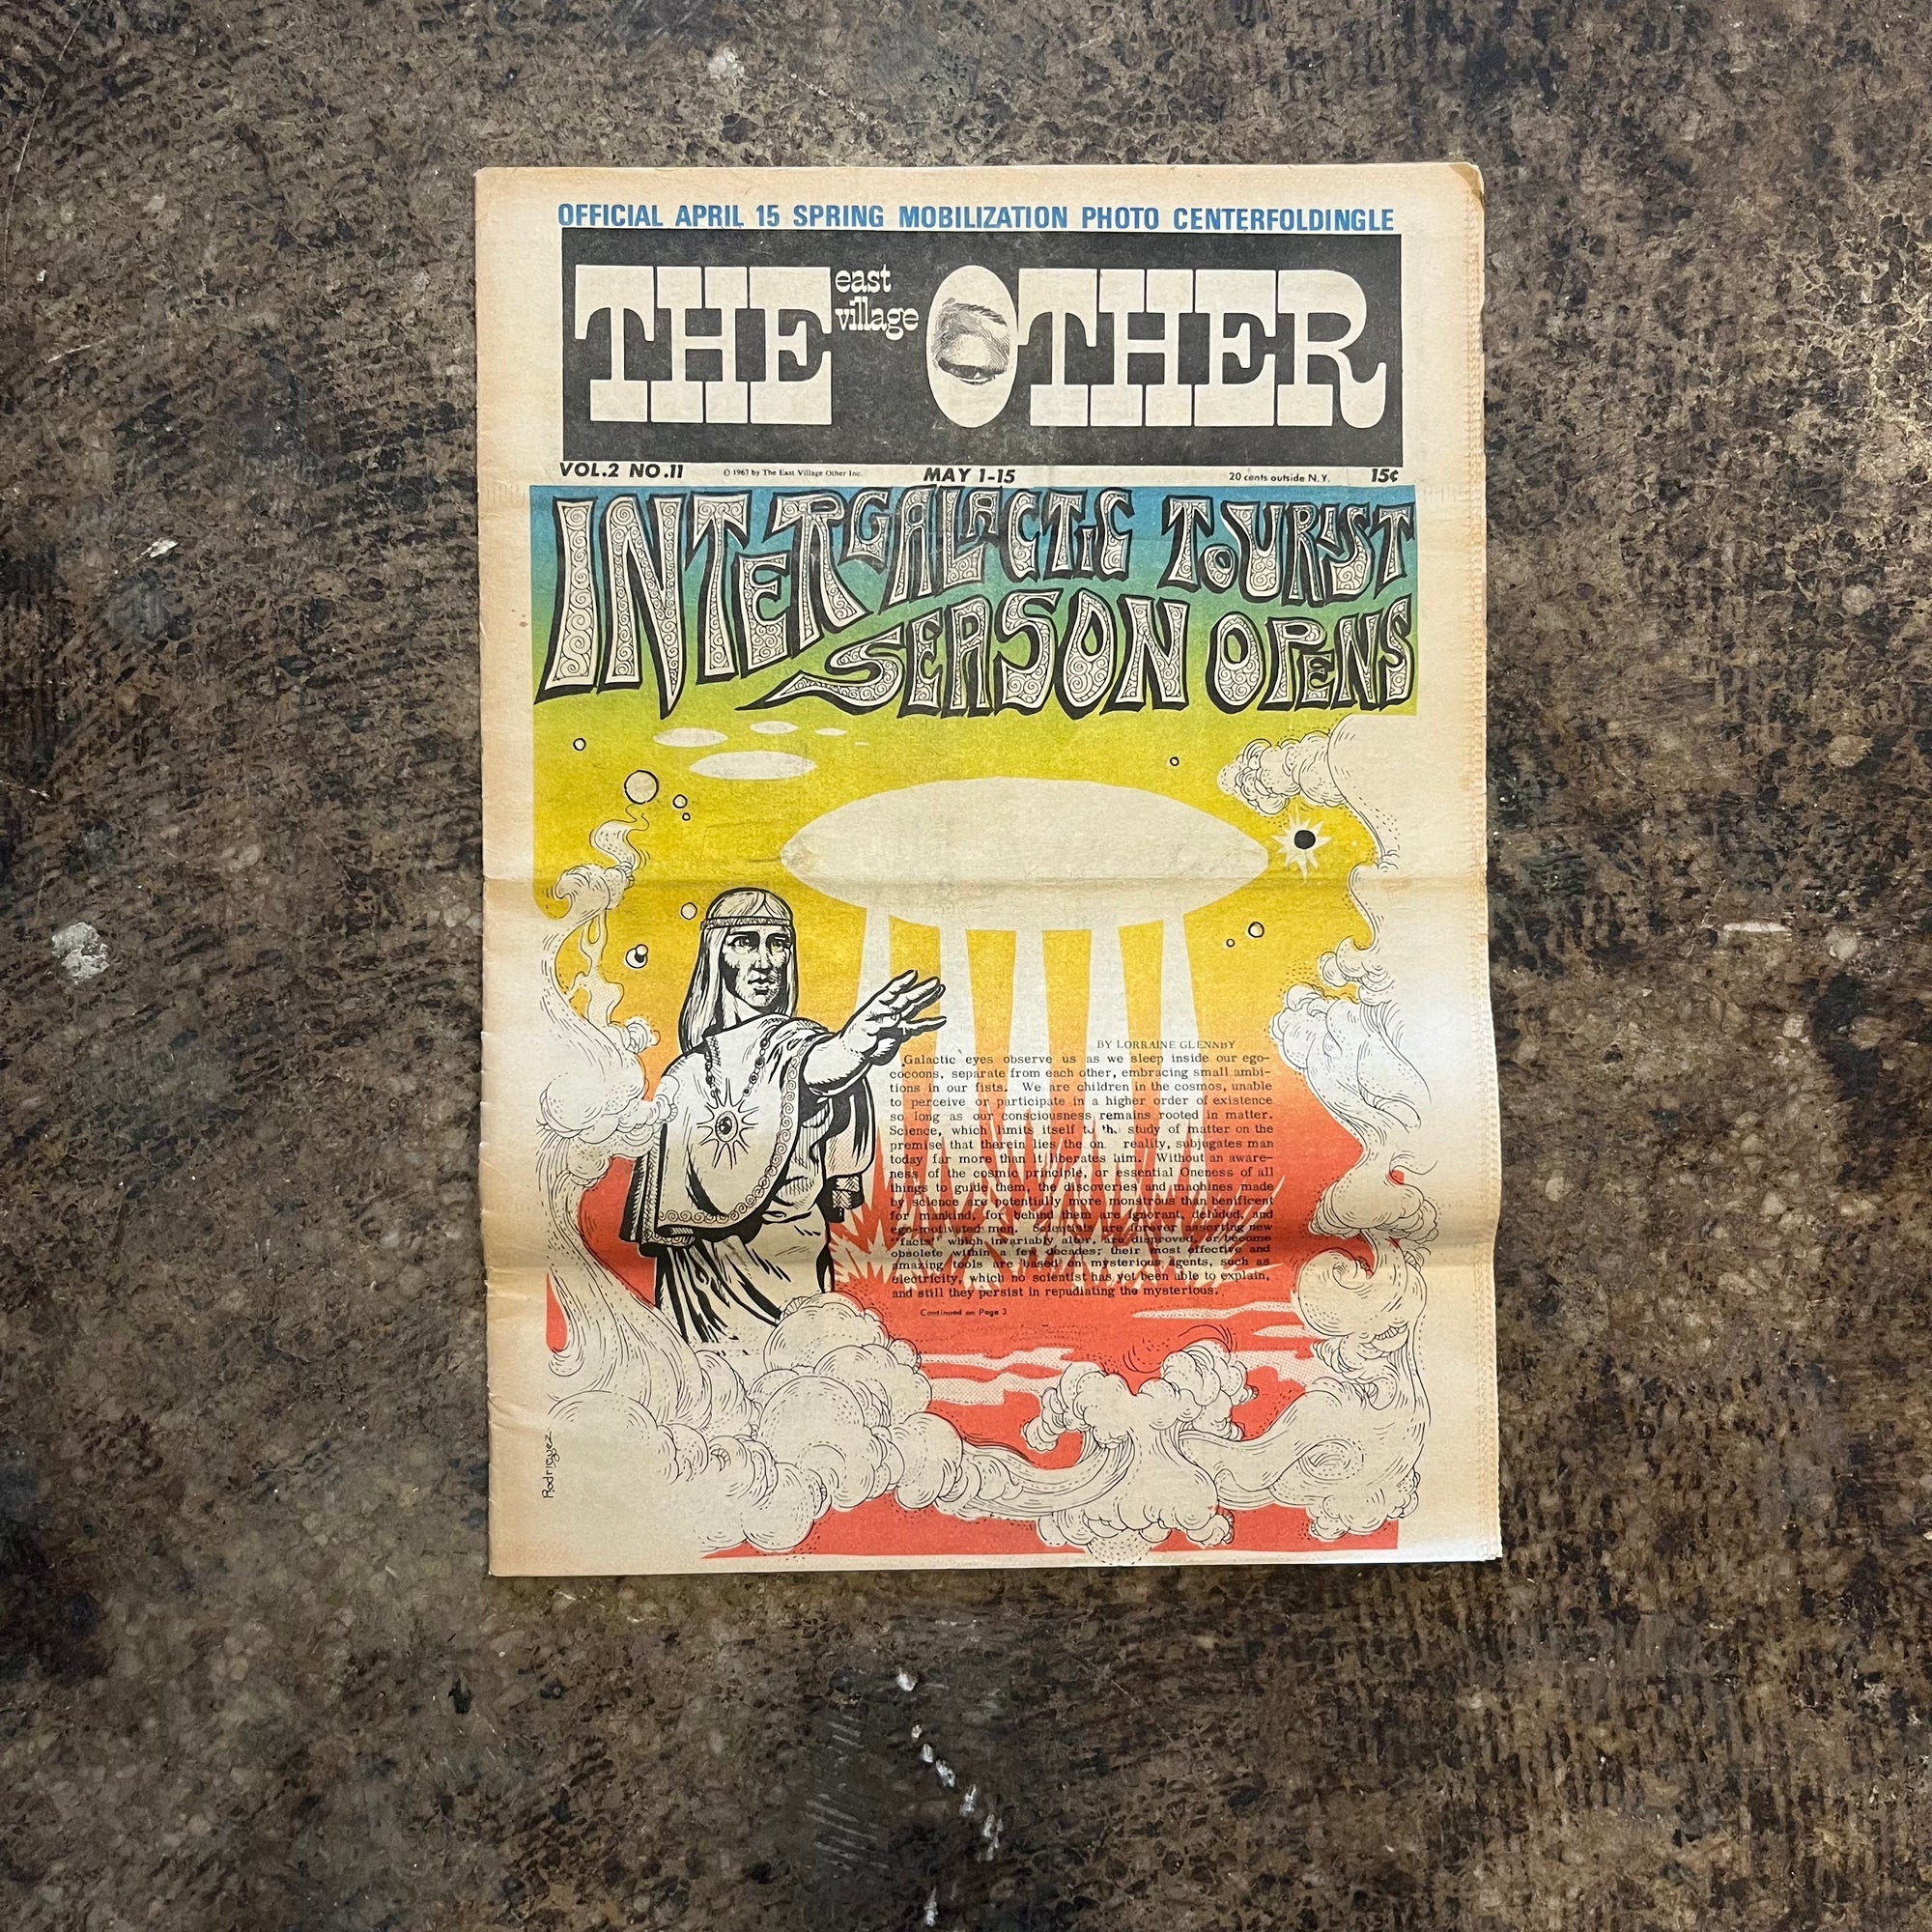 OFFICIAL APRIL 15 SPRING MOBILIZATION PHOTO CENTERFOLDINGLE
THE east village OTHER
VOL.2 NO.11 © 1967 by The East Village Other Inc. MAY 1-15 20 cents outside N.Y. 15¢
INTERGALACTIC TOURIST
SEASON OPENS
BY LORRAINE GLENNBY
Galactic eyes observe us as we sleep inside our ego-
cocoons, separate from each other, embracing small ambi-
tions in our fists. We are children in the cosmos, unable
to perceive or participate in a higher order of existence
so long as our consciousness remains rooted in matter.
Science, which limits itself to the study of matter on the
premise that therein lies the on reality, subjugates man
today far more than it liberates him. Without an aware-
ness of the cosmic principle, or essential Oneness of all
things to guide them, the discoveries and machines made
by science are potentially more monstrous than benificent
for mankind, for behind them are ignorant, deluded, and
ego-motivated men. Scientists are forever asserting new
"facts" which invariably alter, are disproved, or become
obsolete within a few decades; their most effective and
amazing tools are based on mysterious agents, such as
electricity, which no scientist has yet been able to explain,
and still they persist in repudiating the mysterious.
Continued on Page 3
Rodriguez